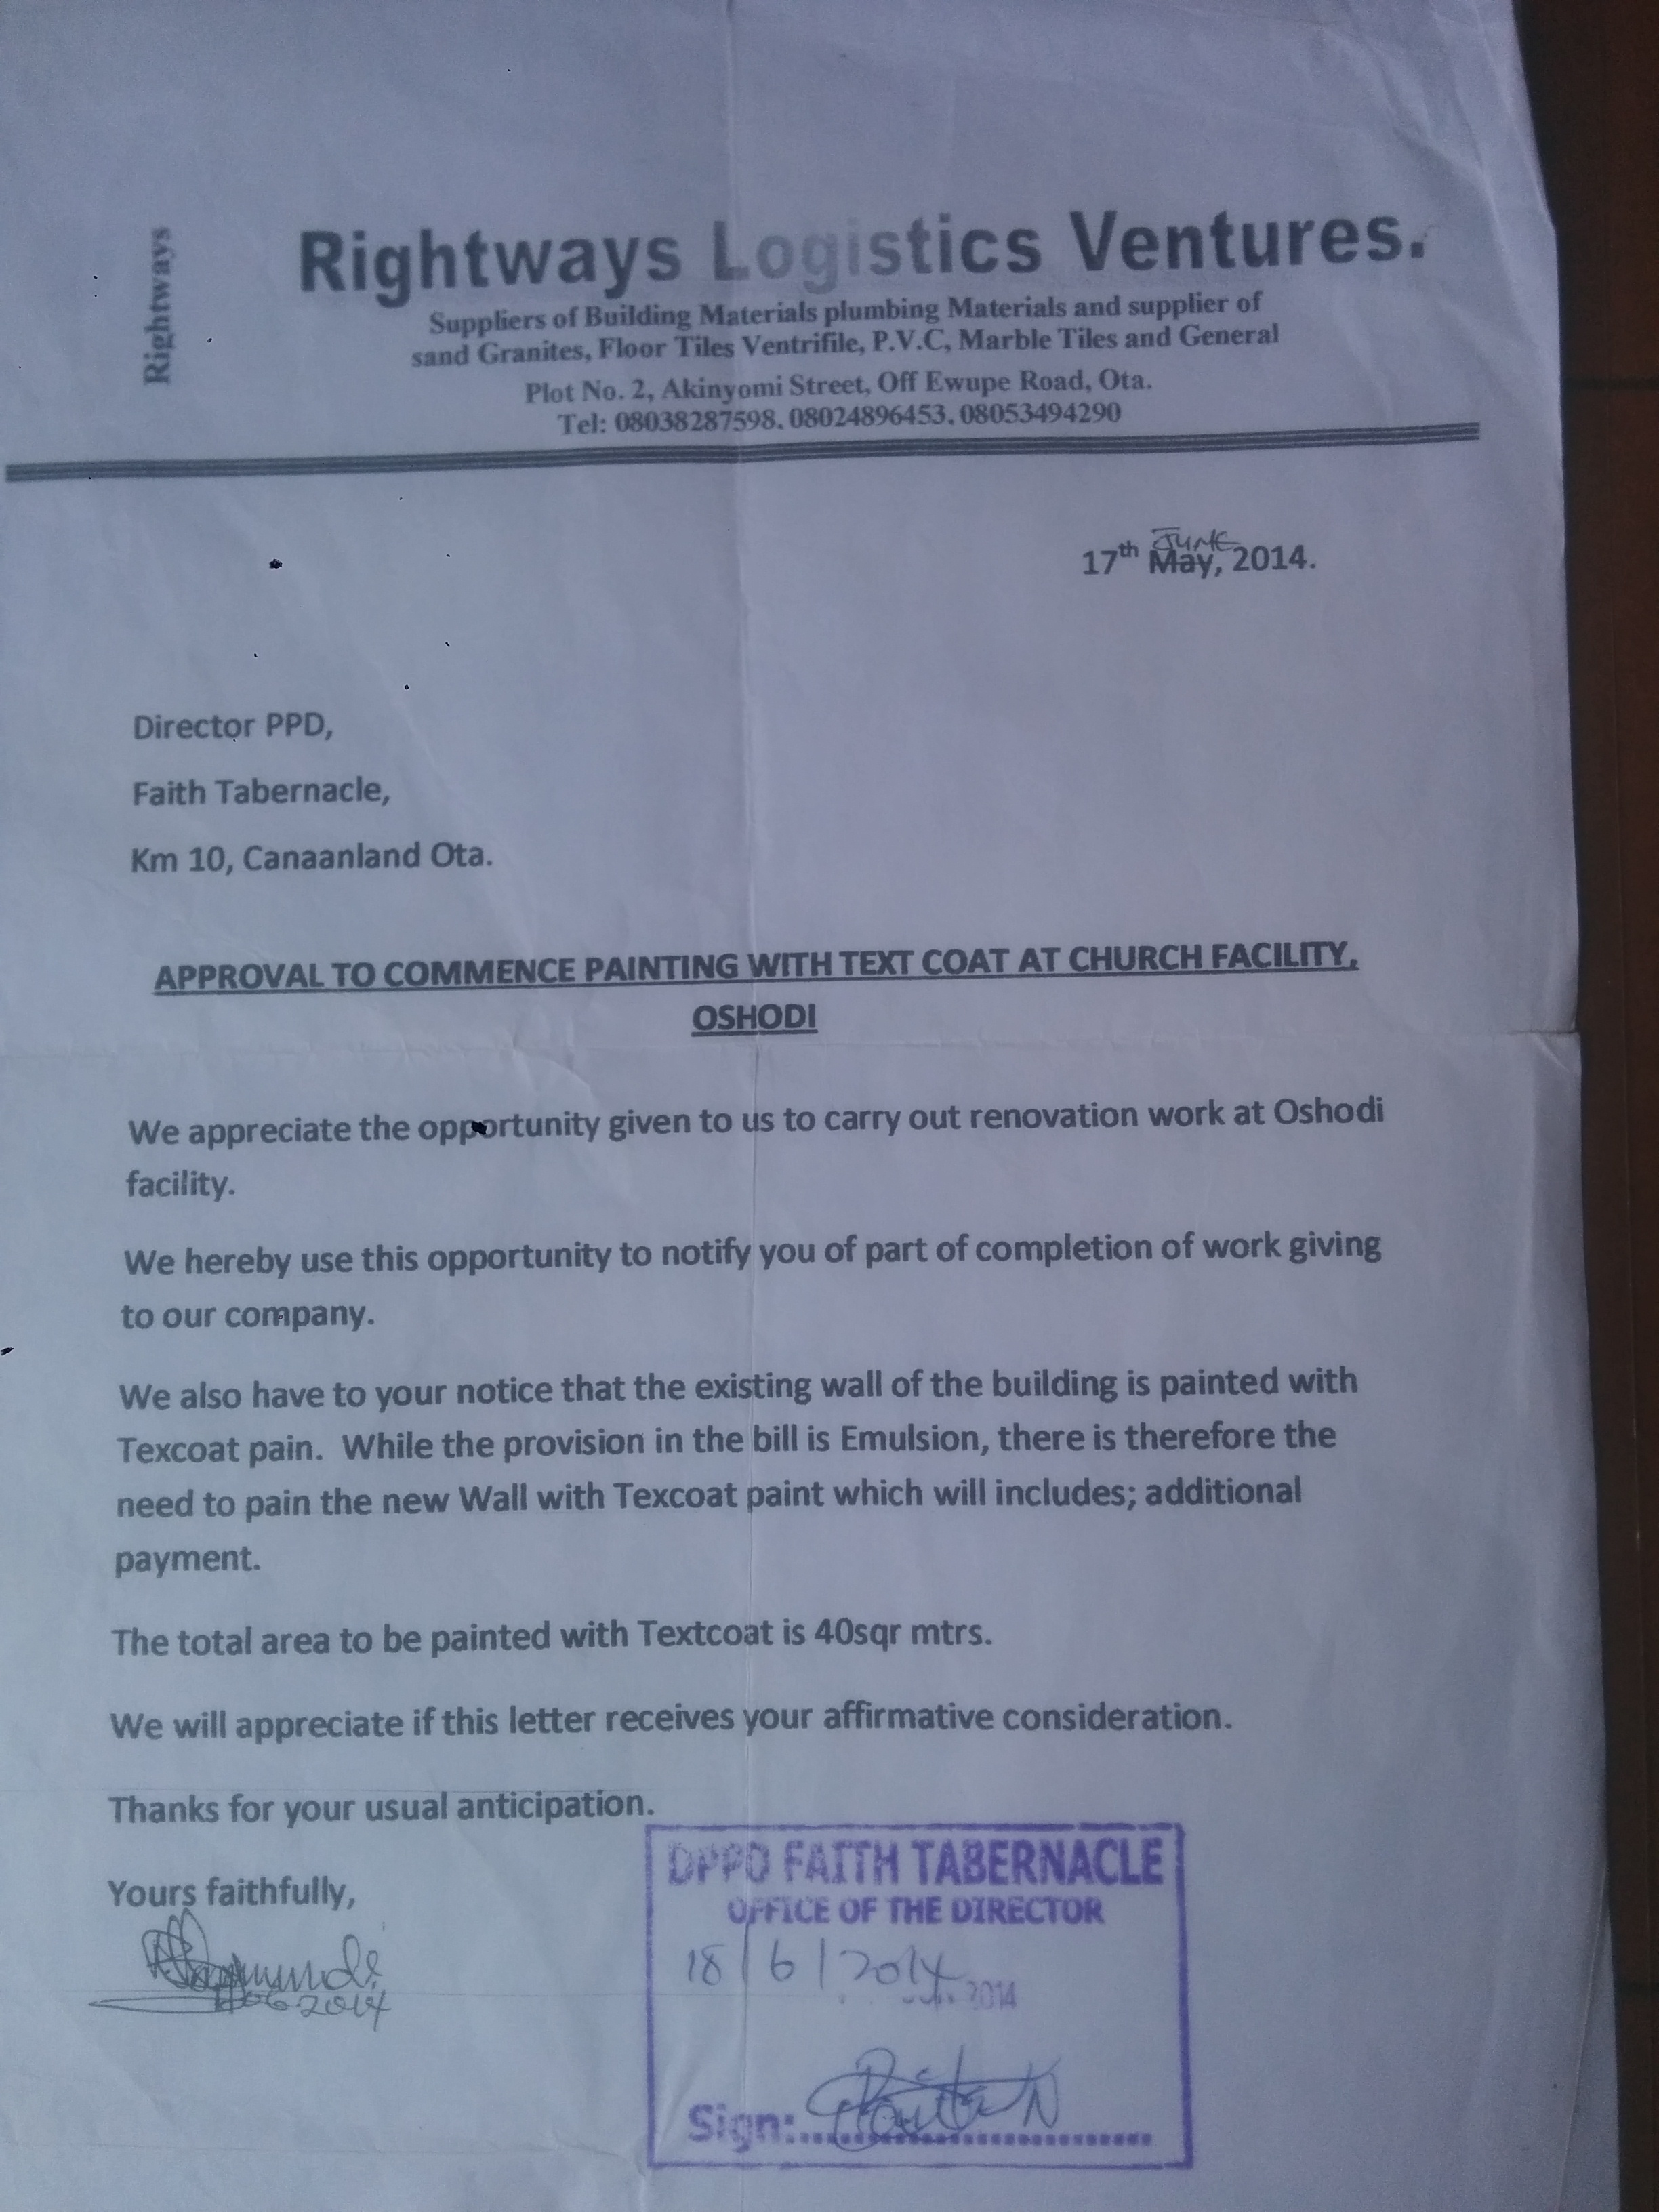 Rightways
Rightways Logistics Ventures.
Suppliers of Building Materials plumbing Materials and supplier of
sand Granites, Floor Tiles Ventrifile, P.V.C, Marble Tiles and General
Plot No. 2, Akinyomi Street, Off Ewupe Road, Ota.
Tel: 08038287598. 08024896453. 08053494290
JUNE
17th May, 2014.
Director PPD,
Faith Tabernacle,
Km 10, Canaanland Ota.
APPROVAL TO COMMENCE PAINTING WITH TEXT COAT AT CHURCH FACILITY,
OSHODI
We appreciate the opportunity given to us to carry out renovation work at Oshodi
facility.
We hereby use this opportunity to notify you of part of completion of work giving
to our company.
We also have to your notice that the existing wall of the building is painted with
Texcoat pain. While the provision in the bill is Emulsion, there is therefore the
need to pain the new Wall with Texcoat paint which will includes; additional
payment.
The total area to be painted with Textcoat is 40sqr mtrs.
We will appreciate if this letter receives your affirmative consideration.
Thanks for your usual anticipation.
Yours faithfully,
DPPD FAITH TABERNACLE
OFFICE OF THE DIRECTOR
18/6/2014
2014
Sign: